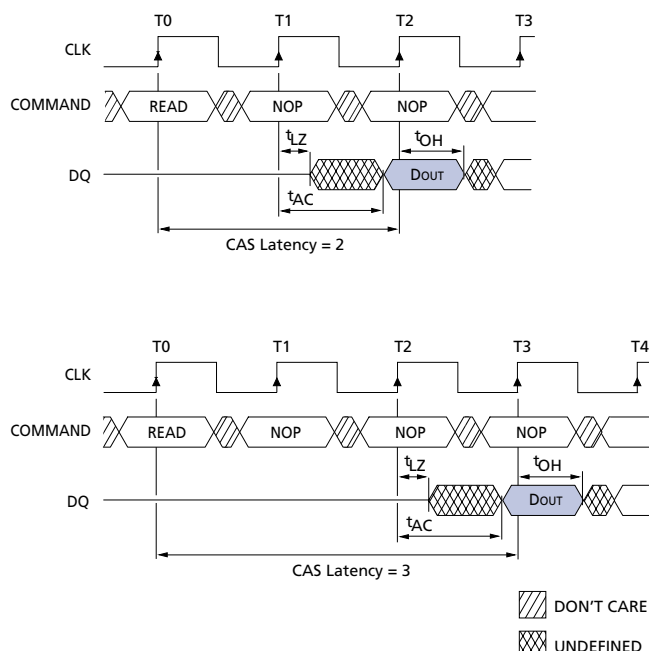 T0 T1 T2 T3
CLK
COMMAND READ NOP NOP
tLZ tOH
DQ DOUT
tAC
CAS Latency = 2
T0 T1 T2 T3 T4
CLK
COMMAND READ NOP NOP NOP
tLZ tOH
DQ DOUT
tAC
CAS Latency = 3
DON'T CARE
UNDEFINED